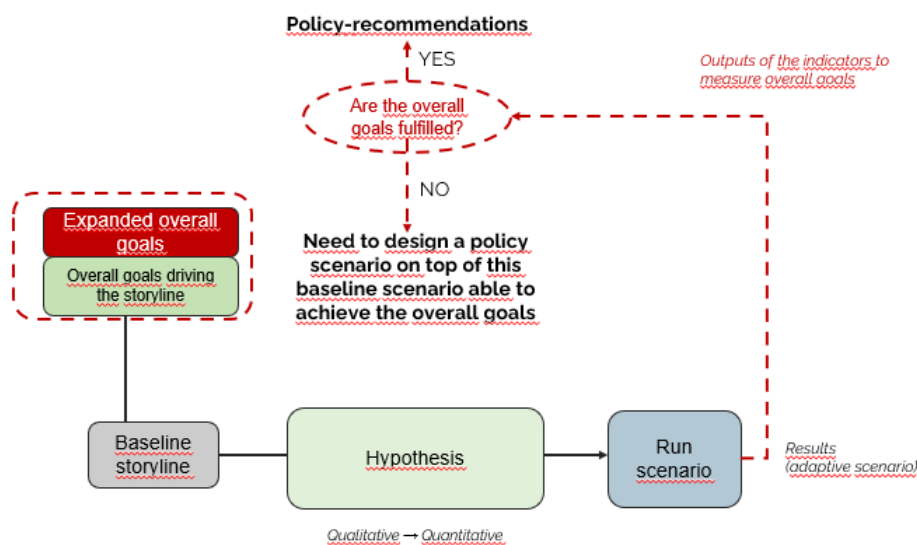 Policy-recommendations
YES
Outputs of the indicators to
measure overall goals
Are the overall
goals fulfilled?
NO
Expanded overall
goals
Overall goals driving
the storyline
Need to design a policy
scenario on top of this
baseline scenario able to
achieve the overall goals
Baseline
storyline
Hypothesis
Run
scenario
Results
(adaptive scenario)
Qualitative → Quantitative